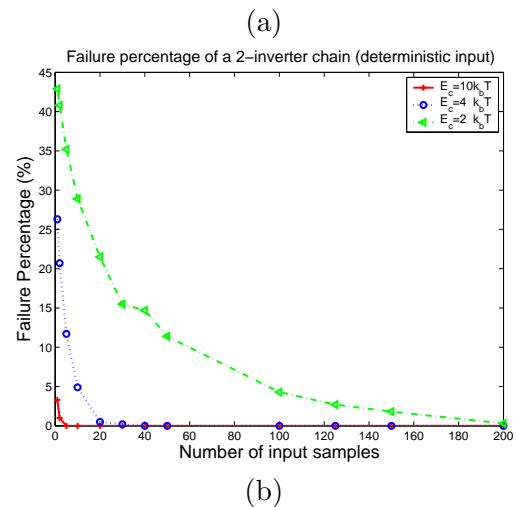 (a)
Failure percentage of a 2−inverter chain (deterministic input)
E_c=10k_bT
E_c=4 k_bT
E_c=2 k_bT
Failure Percentage (%)
45
40
35
30
25
20
15
10
5
0
0 20 40 60 80 100 120 140 160 180 200
Number of input samples
(b)